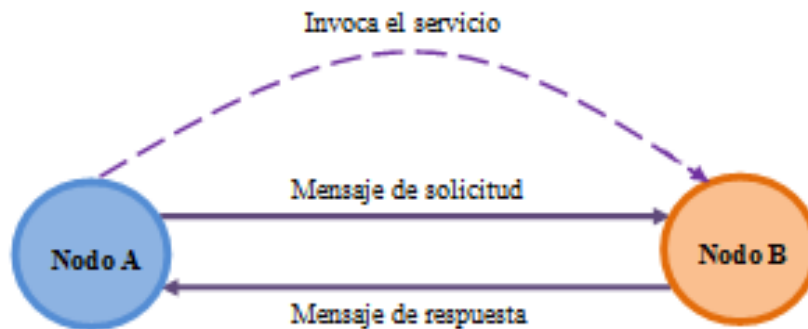 Invoca el servicio
Mensaje de solicitud
Nodo A
Nodo B
Mensaje de respuesta